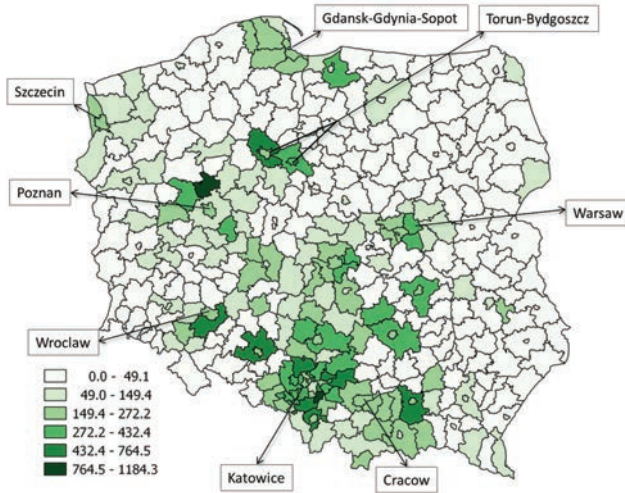 Gdansk-Gdynia-Sopot
Torun-Bydgoszcz
Szczecin
Poznan
Warsaw
Wroclaw
0.0 - 49.1
49.0 - 149.4
149.4 - 272.2
272.2 - 432.4
432.4 - 764.5
764.5 - 1184.3
Katowice
Cracow